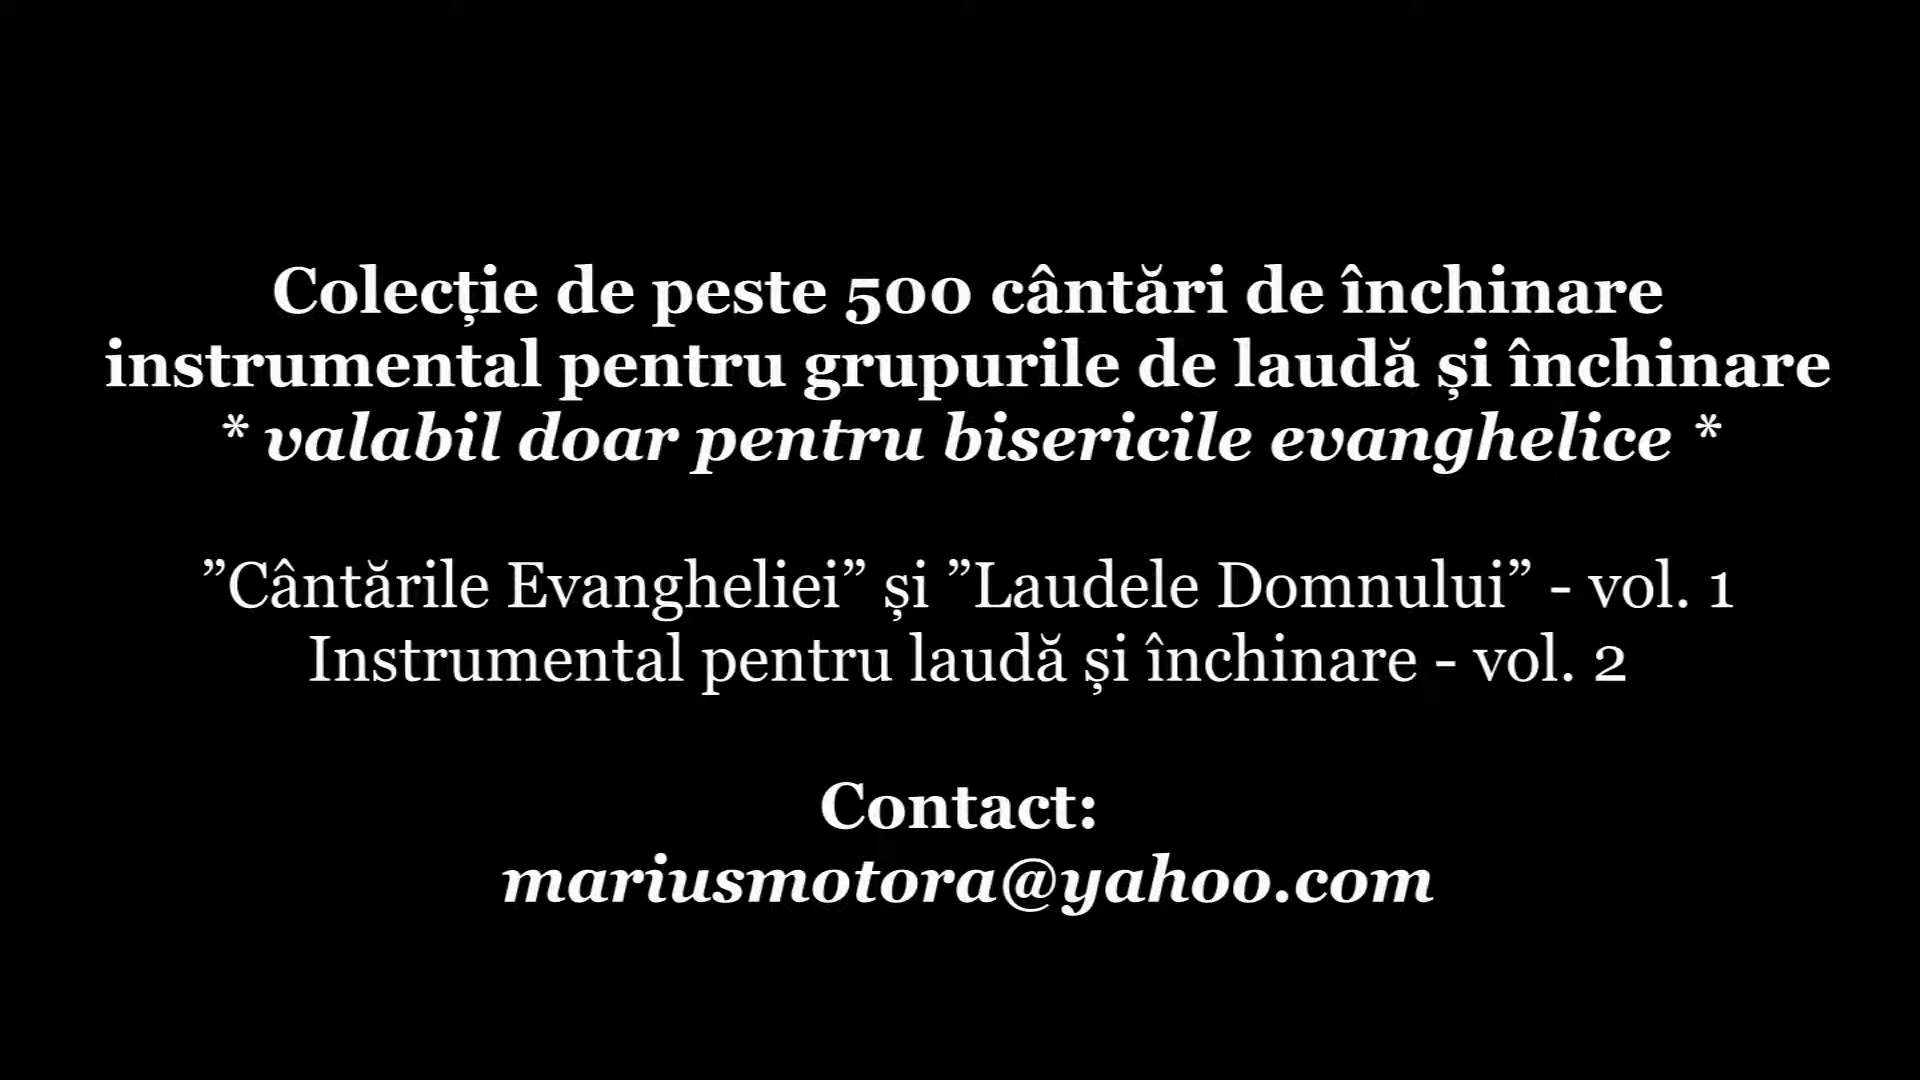 Colecție de peste 500 cântări de închinare
instrumental pentru grupurile de laudă și închinare
* valabil doar pentru bisericile evanghelice *
”Cântările Evangheliei” și ”Laudele Domnului” - vol. 1
Instrumental pentru laudă și închinare - vol. 2
Contact:
mariusmotora@yahoo.com